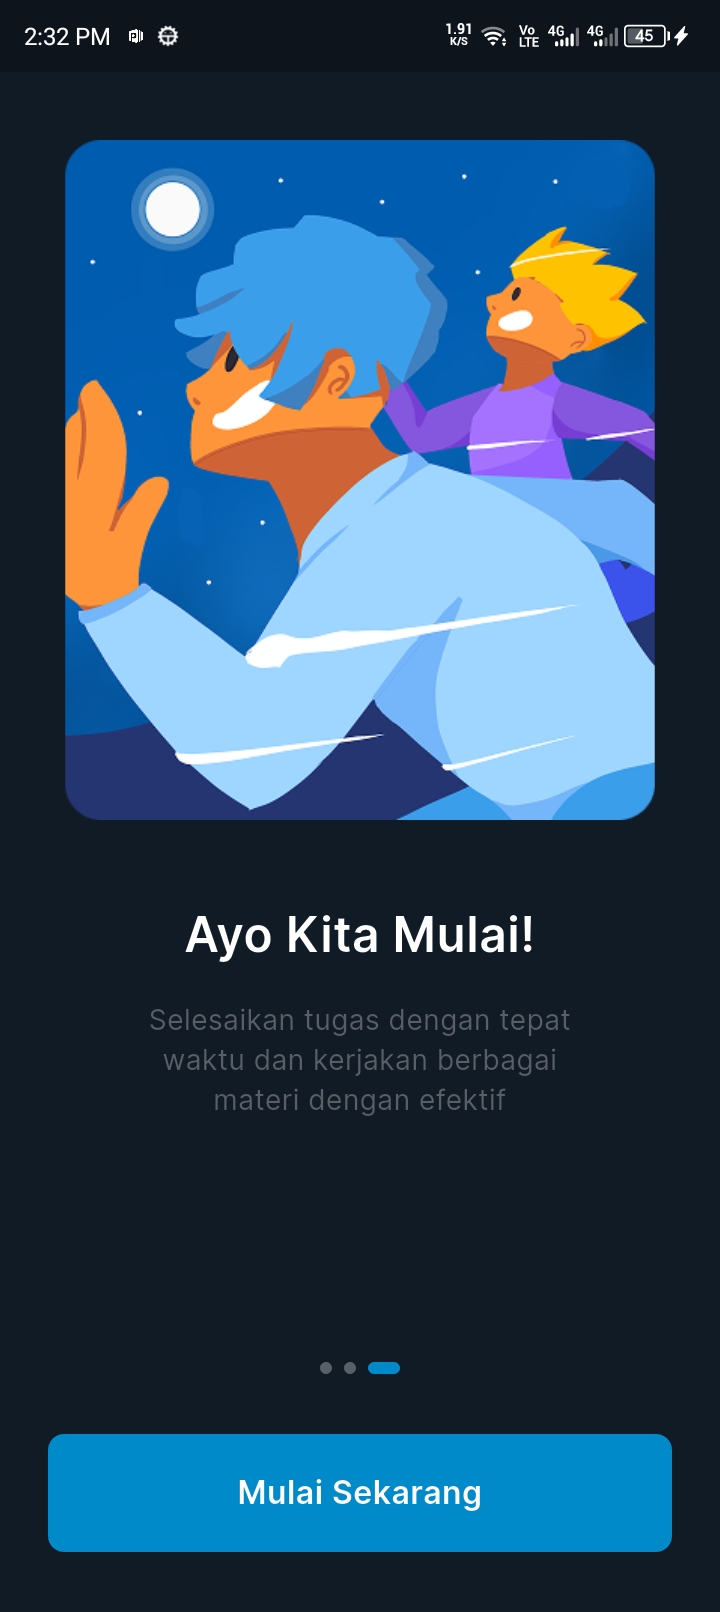 2:32 PM
1.91 K/S
Vo LTE
4G
4G
45
Ayo Kita Mulai!
Selesaikan tugas dengan tepat
waktu dan kerjakan berbagai
materi dengan efektif
Mulai Sekarang